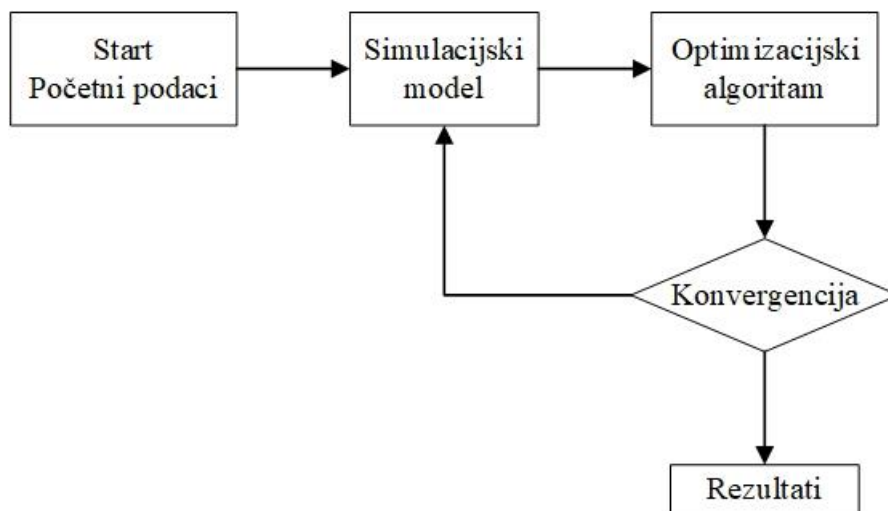 Start
Početni podaci
Simulacijski
model
Optimizacijski
algoritam
Konvergencija
Rezultati